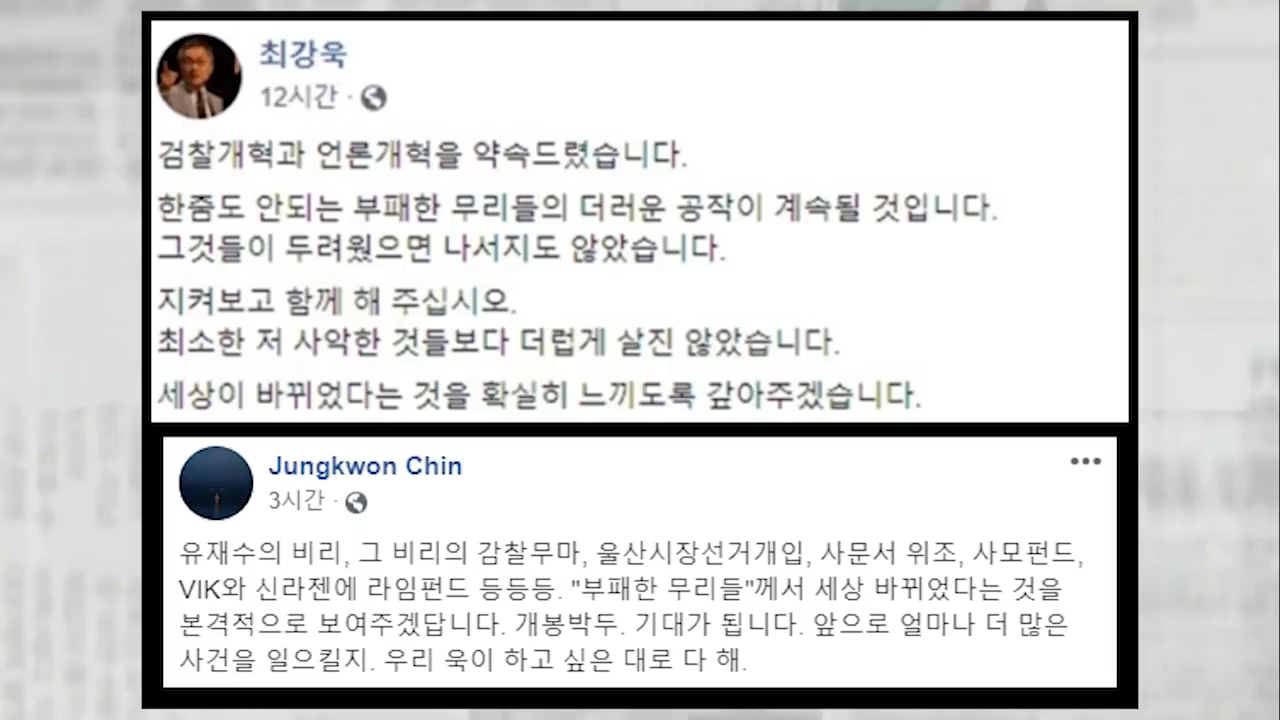 최강욱
12시간 ·
검찰개혁과 언론개혁을 약속드렸습니다.
한줌도 안되는 부패한 무리들의 더러운 공작이 계속될 것입니다.
그것들이 두려웠으면 나서지도 않았습니다.
지켜보고 함께 해 주십시오.
최소한 저 사악한 것들보다 더럽게 살진 않았습니다.
세상이 바뀌었다는 것을 확실히 느끼도록 갚아주겠습니다.
Jungkwon Chin
3시간 ·
유재수의 비리, 그 비리의 감찰무마, 울산시장선거개입, 사문서 위조, 사모펀드,
VIK와 신라젠에 라임펀드 등등등. "부패한 무리들"께서 세상 바뀌었다는 것을
본격적으로 보여주겠답니다. 개봉박두. 기대가 됩니다. 앞으로 얼마나 더 많은
사건을 일으킬지. 우리 욱이 하고 싶은 대로 다 해.